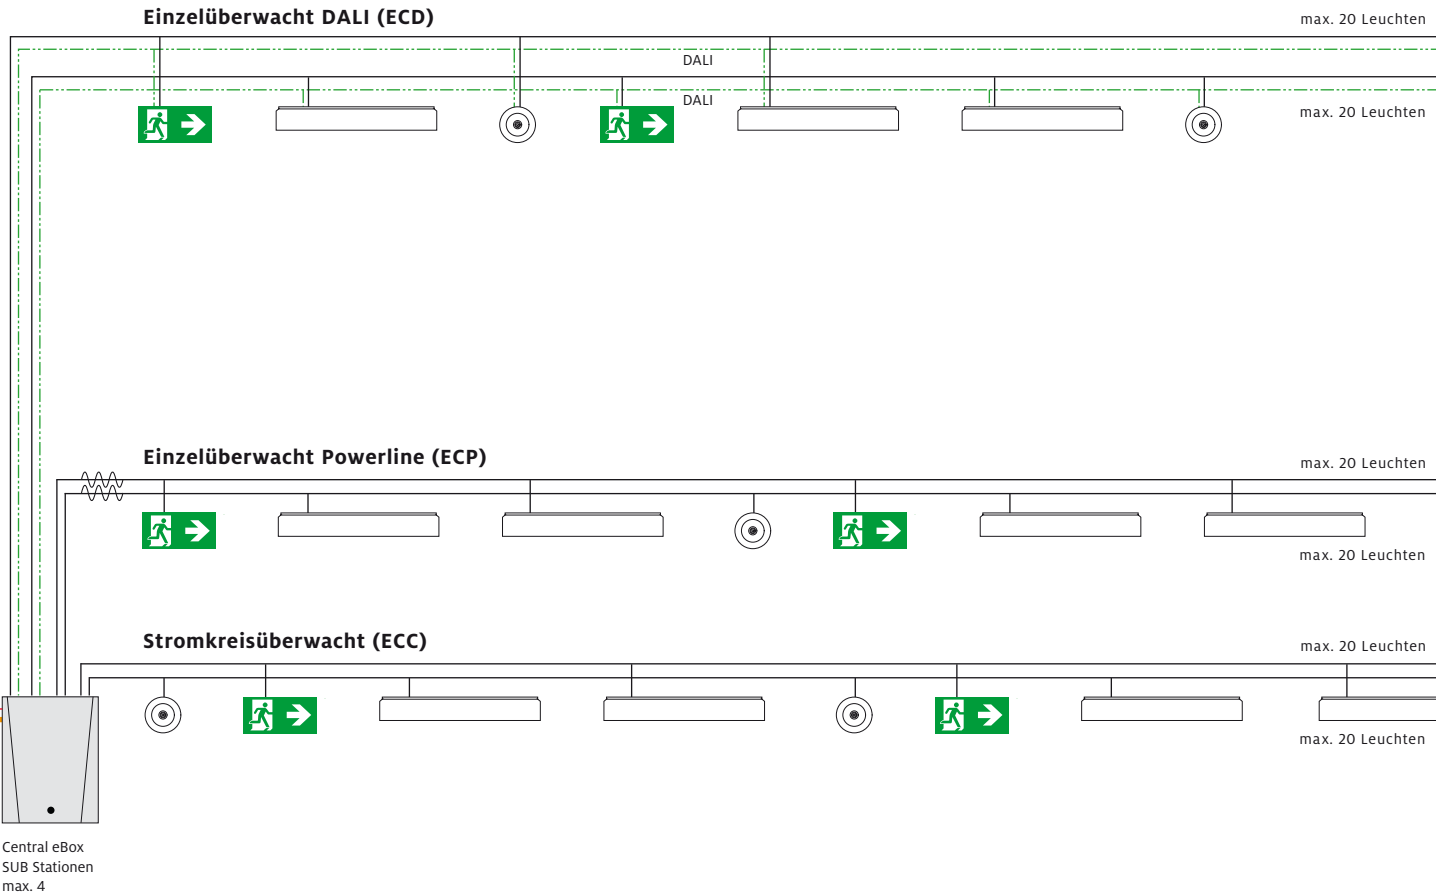 Einzelüberwacht DALI (ECD)
max. 20 Leuchten
DALI
DALI
max. 20 Leuchten
Einzelüberwacht Powerline (ECP)
max. 20 Leuchten
max. 20 Leuchten
Stromkreisüberwacht (ECC)
max. 20 Leuchten
max. 20 Leuchten
Central eBox
SUB Stationen
max. 4